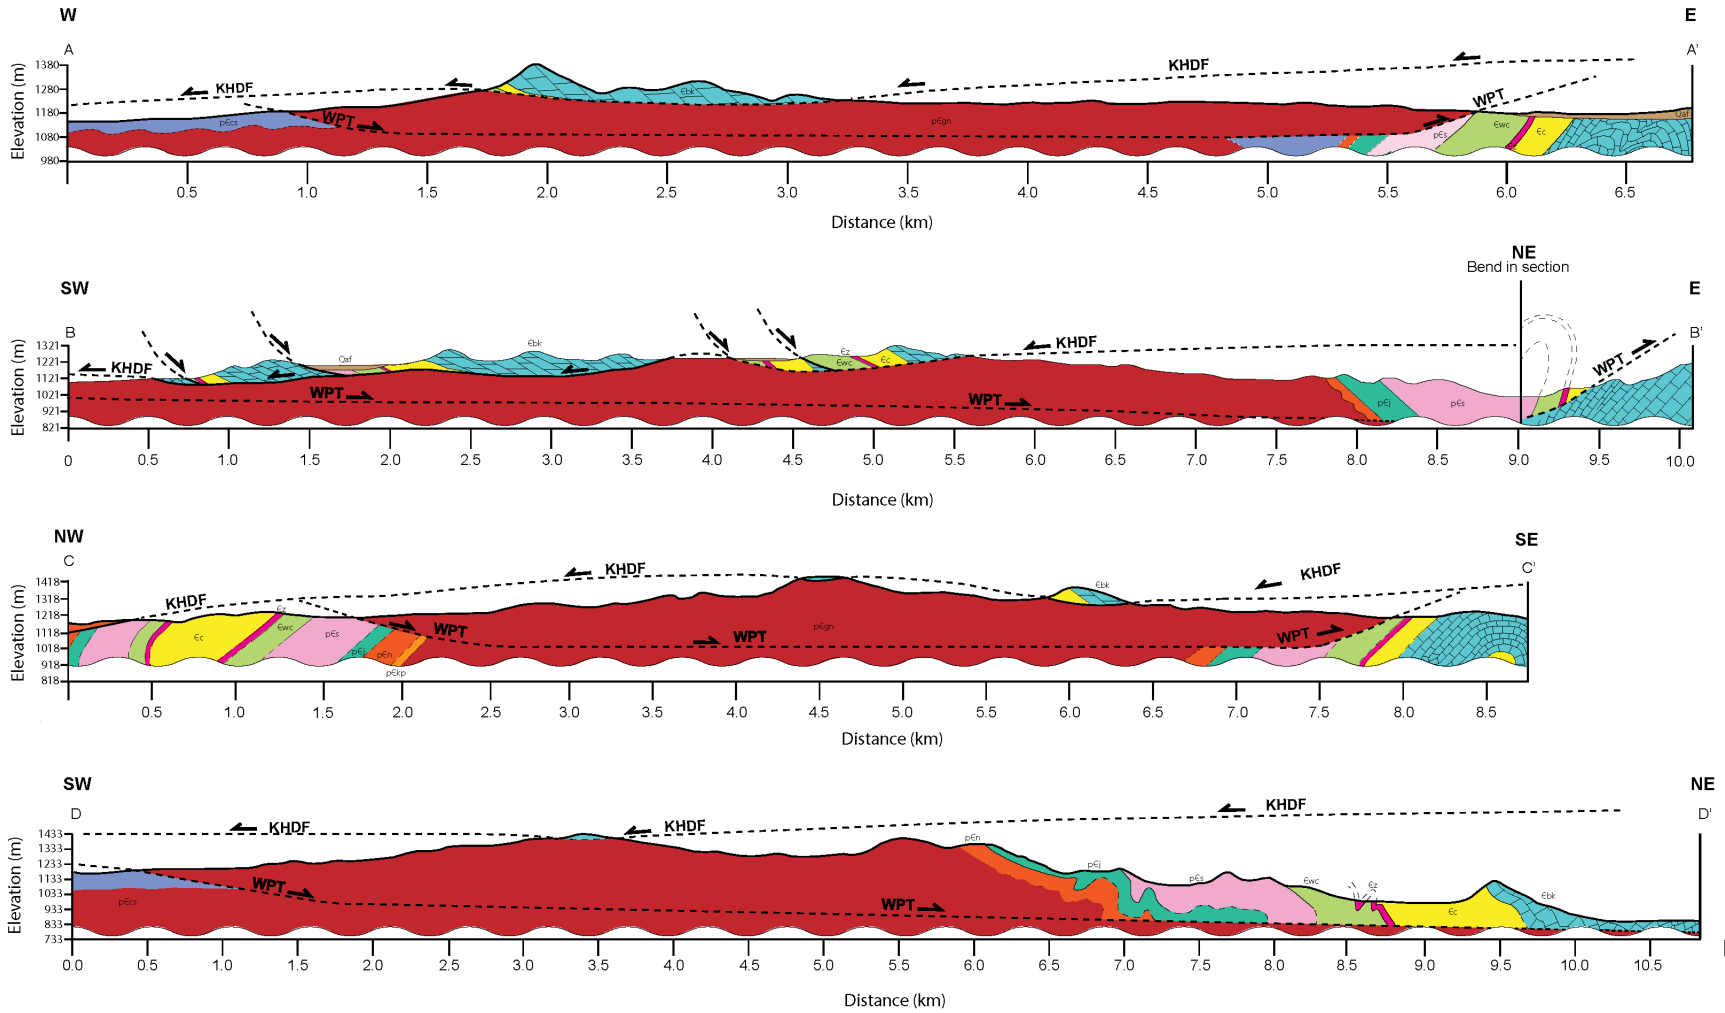 W E
A A'
Elevation (m)
1380
1280
1180
1080
980
KHDF KHDF
WPT WPT
p€cs €bk p€gn p€s €wc €c Qaf
0.5 1.0 1.5 2.0 2.5 3.0 3.5 4.0 4.5 5.0 5.5 6.0 6.5
Distance (km)
NE
Bend in section
SW E
B B'
Elevation (m)
1321
1221
1121
1021
921
821
KHDF KHDF
WPT WPT WPT
Qaf €bk €z €wc €c p€j p€s
0 0.5 1.0 1.5 2.0 2.5 3.0 3.5 4.0 4.5 5.0 5.5 6.0 6.5 7.0 7.5 8.0 8.5 9.0 9.5 10.0
Distance (km)
NW SE
C C'
Elevation (m)
1418
1318
1218
1118
1018
918
818
KHDF KHDF KHDF
WPT WPT WPT
€c €z €wc p€s p€j p€n p€kp p€gn €bk
0.5 1.0 1.5 2.0 2.5 3.0 3.5 4.0 4.5 5.0 5.5 6.0 6.5 7.0 7.5 8.0 8.5
Distance (km)
SW NE
D D'
Elevation (m)
1433
1333
1233
1133
1033
933
833
733
KHDF KHDF KHDF
WPT WPT
p€cs p€n p€j p€s €wc €z €c €bk
0.0 0.5 1.0 1.5 2.0 2.5 3.0 3.5 4.0 4.5 5.0 5.5 6.0 6.5 7.0 7.5 8.0 8.5 9.0 9.5 10.0 10.5
Distance (km)